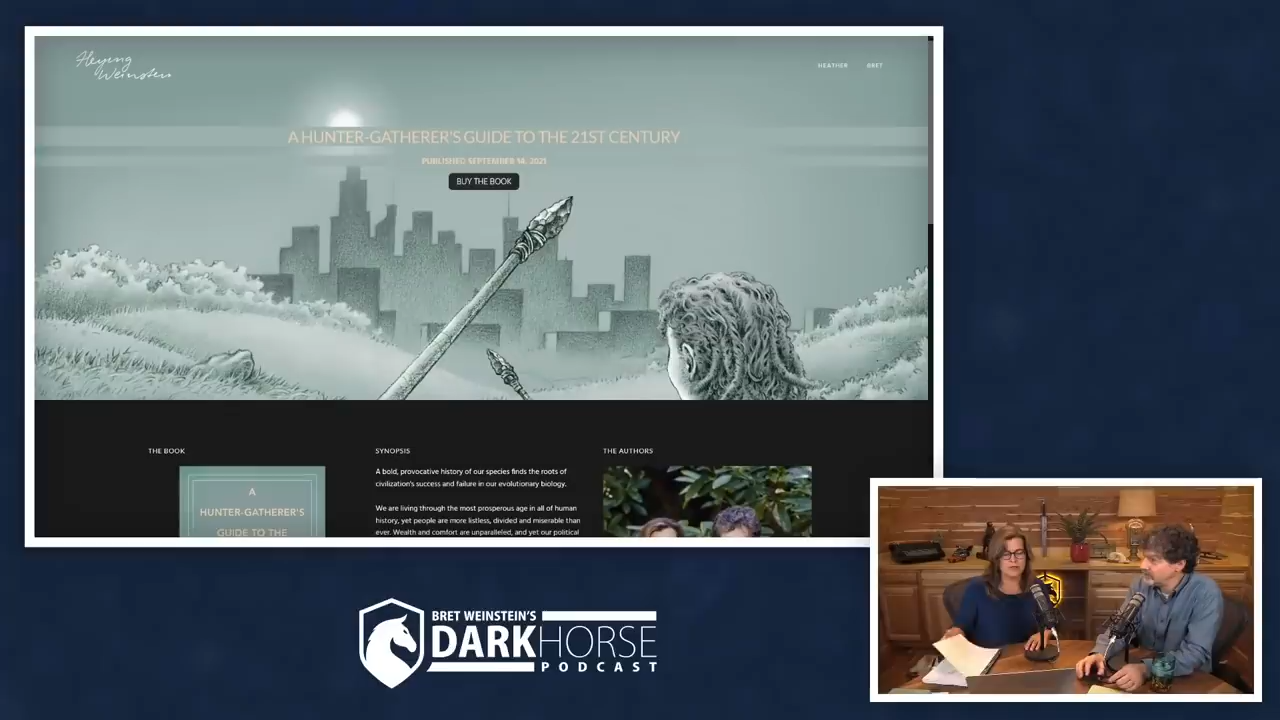 Heyeng
Weinstein
HEATHER BRET
A HUNTER-GATHERER'S GUIDE TO THE 21ST CENTURY
PUBLISHED SEPTEMBER 14, 2021
BUY THE BOOK
THE BOOK
A
HUNTER-GATHERER'S
GUIDE TO THE
SYNOPSIS
A bold, provocative history of our species finds the roots of
civilization's success and failure in our evolutionary biology.
We are living through the most prosperous age in all of human
history, yet people are more listless, divided and miserable than
ever. Wealth and comfort are unparalleled, and yet our political
THE AUTHORS
BRET WEINSTEIN'S
DARKHORSE
PODCAST